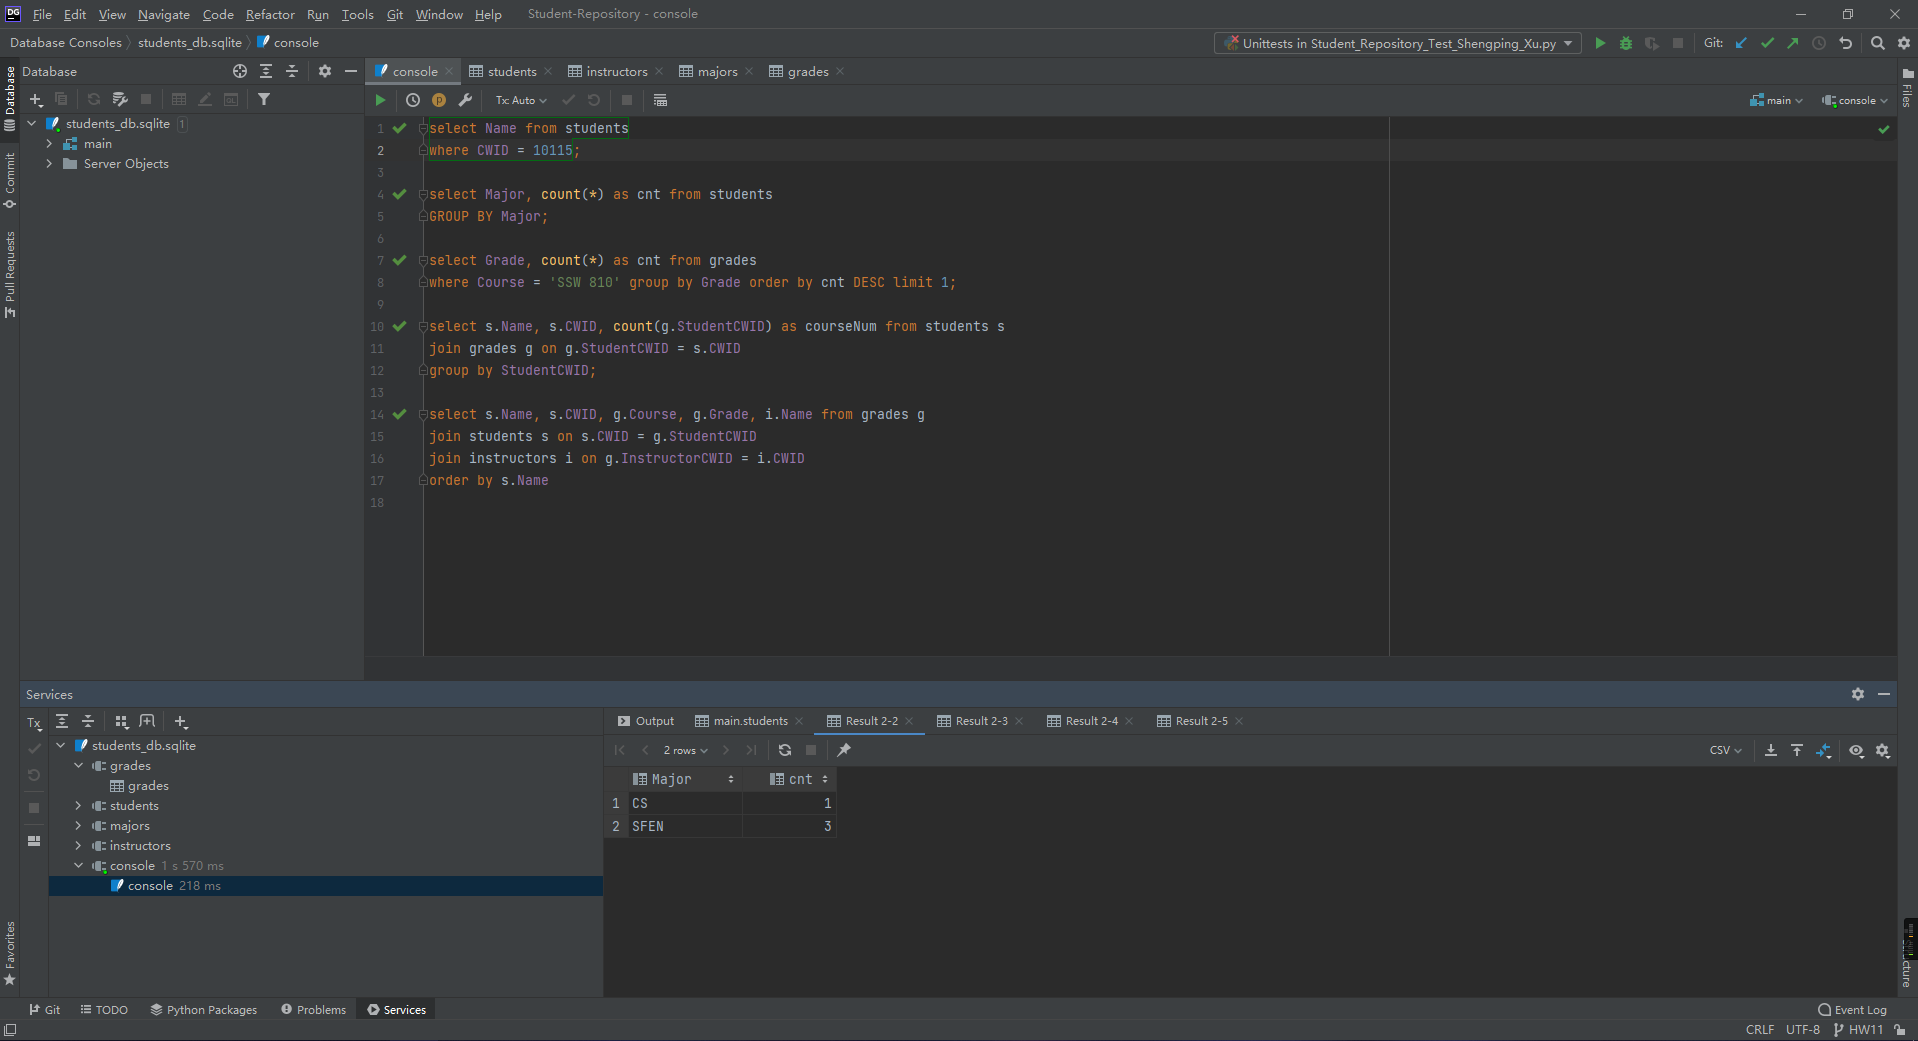 DG File Edit View Navigate Code Refactor Run Tools Git Window Help Student-Repository - console
Database Consoles students_db.sqlite console Unittests in Student_Repository_Test_Shengping_Xu.py Git:
Database console students instructors majors grades
Tx: Auto main console
students_db.sqlite 1
main
Server Objects
Database
Commit
Pull Requests
Favorites
Files
1 select Name from students
2 where CWID = 10115;
3
4 select Major, count(*) as cnt from students
5 GROUP BY Major;
6
7 select Grade, count(*) as cnt from grades
8 where Course = 'SSW 810' group by Grade order by cnt DESC limit 1;
9
10 select s.Name, s.CWID, count(g.StudentCWID) as courseNum from students s
11 join grades g on g.StudentCWID = s.CWID
12 group by StudentCWID;
13
14 select s.Name, s.CWID, g.Course, g.Grade, i.Name from grades g
15 join students s on s.CWID = g.StudentCWID
16 join instructors i on g.InstructorCWID = i.CWID
17 order by s.Name
18
Services
Tx
students_db.sqlite
grades
grades
students
majors
instructors
console 1 s 570 ms
console 218 ms
Output main.students Result 2-2 Result 2-3 Result 2-4 Result 2-5
2 rows CSV
Major cnt
1 CS 1
2 SFEN 3
Git TODO Python Packages Problems Services Event Log
CRLF UTF-8 HW11